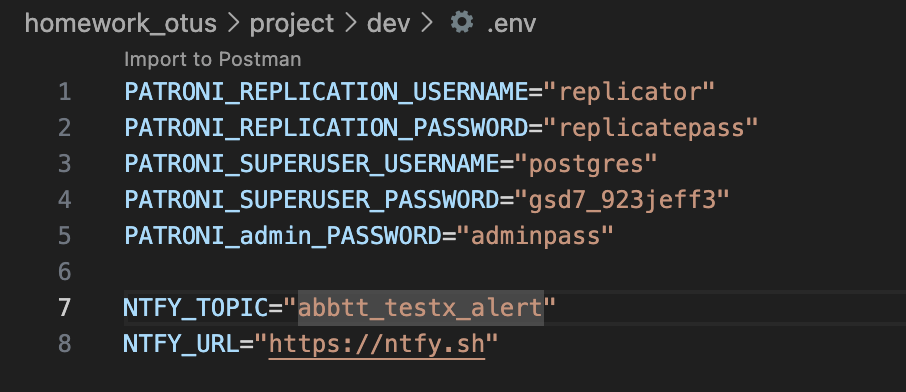 homework_otus > project > dev > .env
Import to Postman
1 PATRONI_REPLICATION_USERNAME="replicator"
2 PATRONI_REPLICATION_PASSWORD="replicatepass"
3 PATRONI_SUPERUSER_USERNAME="postgres"
4 PATRONI_SUPERUSER_PASSWORD="gsd7_923jeff3"
5 PATRONI_admin_PASSWORD="adminpass"
6
7 NTFY_TOPIC="abbtt_testx_alert"
8 NTFY_URL="https://ntfy.sh"